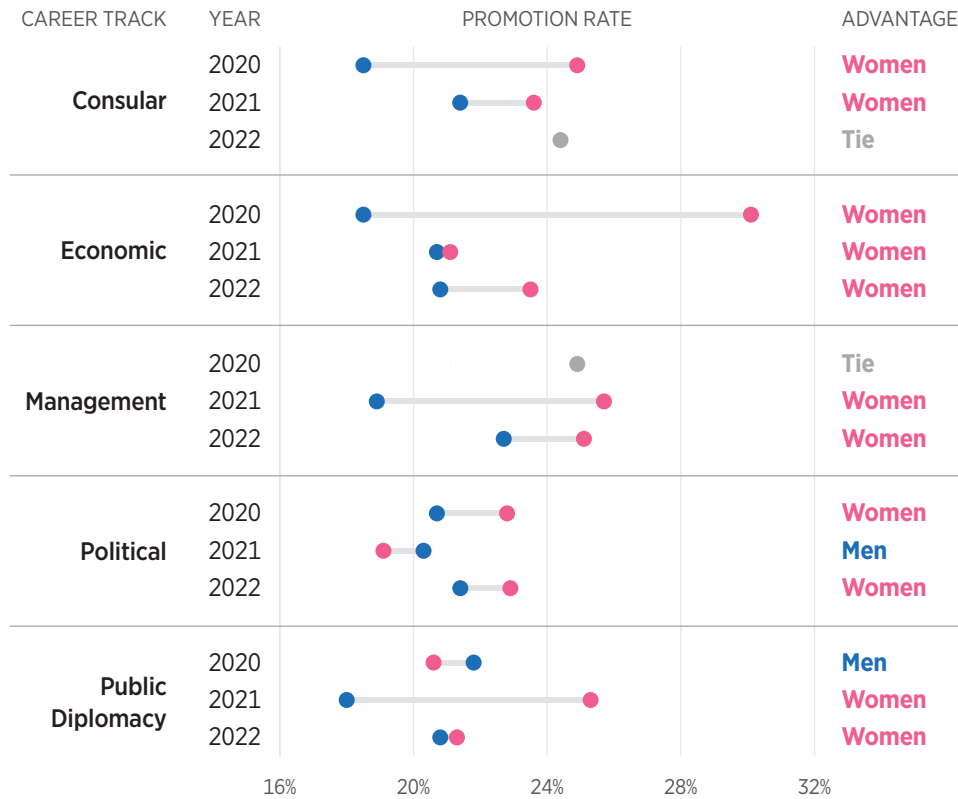 CAREER TRACK YEAR PROMOTION RATE ADVANTAGE
Consular
2020 Women
2021 Women
2022 Tie
Economic
2020 Women
2021 Women
2022 Women
Management
2020 Tie
2021 Women
2022 Women
Political
2020 Women
2021 Men
2022 Women
Public
Diplomacy
2020 Men
2021 Women
2022 Women
16% 20% 24% 28% 32%